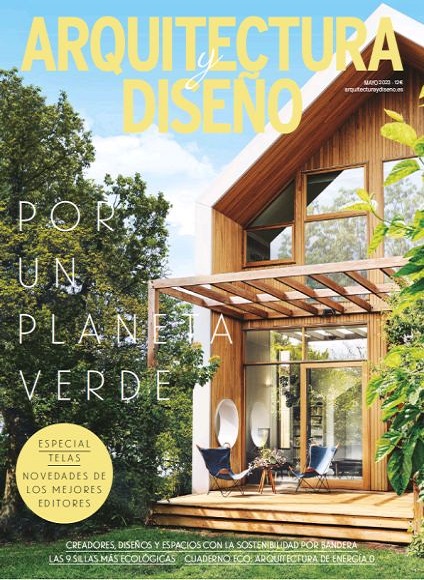 ARQUITECTURA
y
DISEÑO
MAYO 2023 · 12€
arquitecturaydiseno.es
POR
UN
PLANETA
VERDE
ESPECIAL
TELAS
NOVEDADES DE
LOS MEJORES
EDITORES
CREADORES, DISEÑOS Y ESPACIOS CON LA SOSTENIBILIDAD POR BANDERA
LAS 9 SILLAS MÁS ECOLÓGICAS CUADERNO ECO: ARQUITECTURA DE ENERGÍA 0